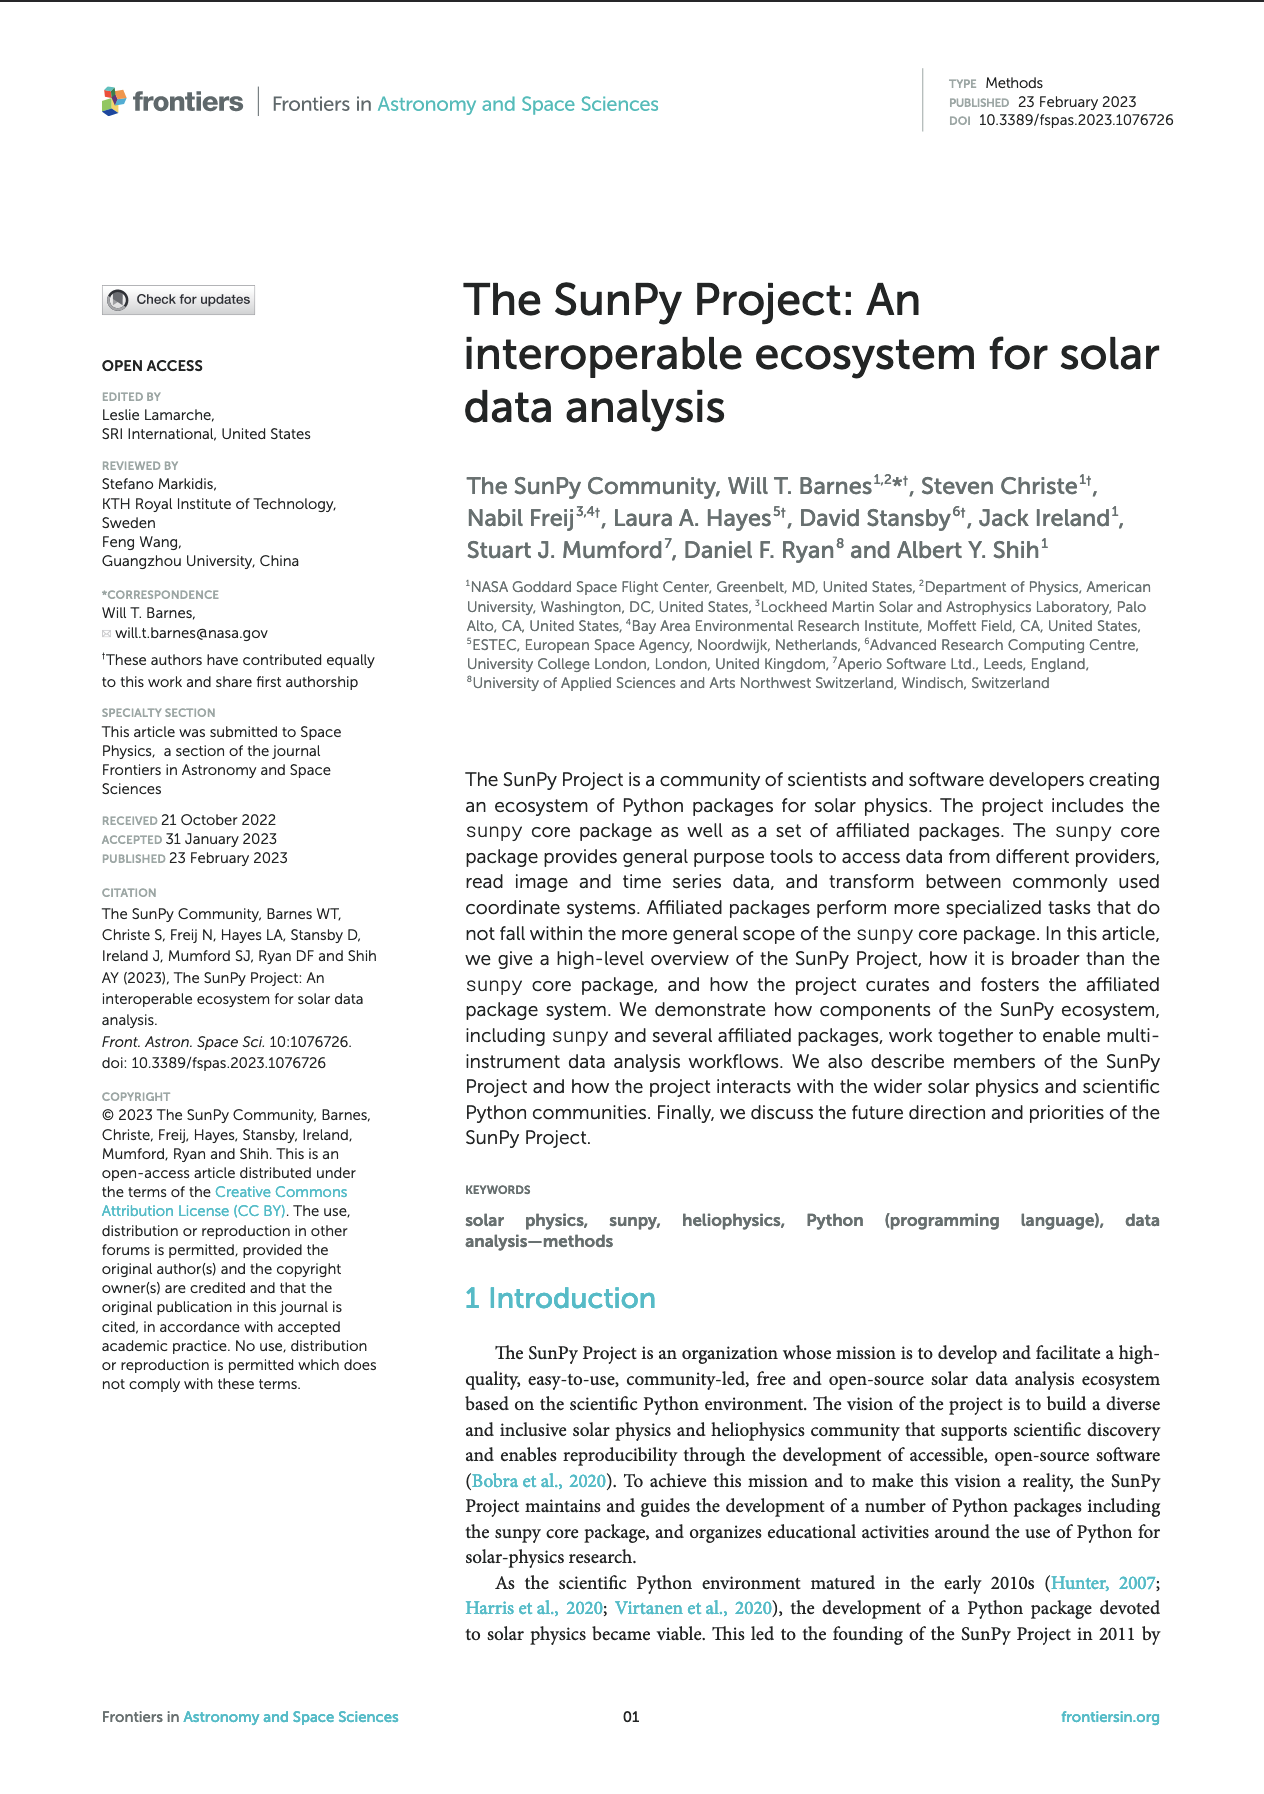 frontiers | Frontiers in Astronomy and Space Sciences
TYPE Methods
PUBLISHED 23 February 2023
DOI 10.3389/fspas.2023.1076726
Check for updates
OPEN ACCESS
EDITED BY
Leslie Lamarche,
SRI International, United States
REVIEWED BY
Stefano Markidis,
KTH Royal Institute of Technology,
Sweden
Feng Wang,
Guangzhou University, China
*CORRESPONDENCE
Will T. Barnes,
✉ will.t.barnes@nasa.gov
†These authors have contributed equally
to this work and share first authorship
SPECIALTY SECTION
This article was submitted to Space
Physics, a section of the journal
Frontiers in Astronomy and Space
Sciences
RECEIVED 21 October 2022
ACCEPTED 31 January 2023
PUBLISHED 23 February 2023
CITATION
The SunPy Community, Barnes WT,
Christe S, Freij N, Hayes LA, Stansby D,
Ireland J, Mumford SJ, Ryan DF and Shih
AY (2023), The SunPy Project: An
interoperable ecosystem for solar data
analysis.
Front. Astron. Space Sci. 10:1076726.
doi: 10.3389/fspas.2023.1076726
COPYRIGHT
© 2023 The SunPy Community, Barnes,
Christe, Freij, Hayes, Stansby, Ireland,
Mumford, Ryan and Shih. This is an
open-access article distributed under
the terms of the Creative Commons
Attribution License (CC BY). The use,
distribution or reproduction in other
forums is permitted, provided the
original author(s) and the copyright
owner(s) are credited and that the
original publication in this journal is
cited, in accordance with accepted
academic practice. No use, distribution
or reproduction is permitted which does
not comply with these terms.
The SunPy Project: An
interoperable ecosystem for solar
data analysis
The SunPy Community, Will T. Barnes1,2*†, Steven Christe1†,
Nabil Freij3,4†, Laura A. Hayes5†, David Stansby6†, Jack Ireland1,
Stuart J. Mumford7, Daniel F. Ryan8 and Albert Y. Shih1
1NASA Goddard Space Flight Center, Greenbelt, MD, United States, 2Department of Physics, American
University, Washington, DC, United States, 3Lockheed Martin Solar and Astrophysics Laboratory, Palo
Alto, CA, United States, 4Bay Area Environmental Research Institute, Moffett Field, CA, United States,
5ESTEC, European Space Agency, Noordwijk, Netherlands, 6Advanced Research Computing Centre,
University College London, London, United Kingdom, 7Aperio Software Ltd., Leeds, England,
8University of Applied Sciences and Arts Northwest Switzerland, Windisch, Switzerland
The SunPy Project is a community of scientists and software developers creating
an ecosystem of Python packages for solar physics. The project includes the
sunpy core package as well as a set of affiliated packages. The sunpy core
package provides general purpose tools to access data from different providers,
read image and time series data, and transform between commonly used
coordinate systems. Affiliated packages perform more specialized tasks that do
not fall within the more general scope of the sunpy core package. In this article,
we give a high-level overview of the SunPy Project, how it is broader than the
sunpy core package, and how the project curates and fosters the affiliated
package system. We demonstrate how components of the SunPy ecosystem,
including sunpy and several affiliated packages, work together to enable multi-
instrument data analysis workflows. We also describe members of the SunPy
Project and how the project interacts with the wider solar physics and scientific
Python communities. Finally, we discuss the future direction and priorities of the
SunPy Project.
KEYWORDS
solar physics, sunpy, heliophysics, Python (programming language), data
analysis—methods
1 Introduction
The SunPy Project is an organization whose mission is to develop and facilitate a high-
quality, easy-to-use, community-led, free and open-source solar data analysis ecosystem
based on the scientific Python environment. The vision of the project is to build a diverse
and inclusive solar physics and heliophysics community that supports scientific discovery
and enables reproducibility through the development of accessible, open-source software
(Bobra et al., 2020). To achieve this mission and to make this vision a reality, the SunPy
Project maintains and guides the development of a number of Python packages including
the sunpy core package, and organizes educational activities around the use of Python for
solar-physics research.
As the scientific Python environment matured in the early 2010s (Hunter, 2007;
Harris et al., 2020; Virtanen et al., 2020), the development of a Python package devoted
to solar physics became viable. This led to the founding of the SunPy Project in 2011 by
Frontiers in Astronomy and Space Sciences
01
frontiersin.org